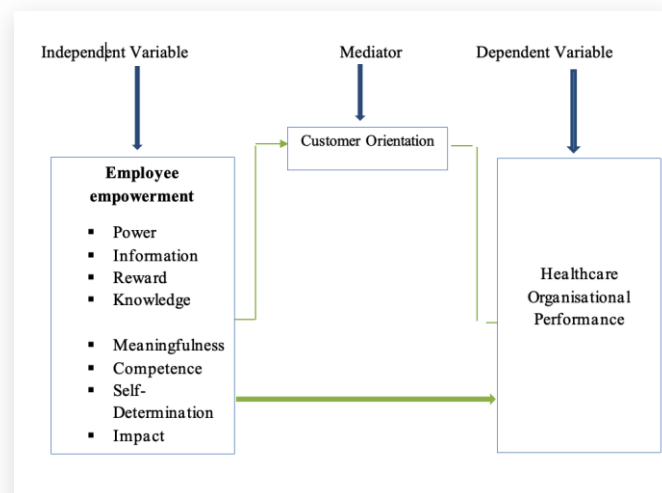 Independent Variable
Mediator
Dependent Variable
Customer Orientation
Employee
empowerment
▪ Power
▪ Information
▪ Reward
▪ Knowledge
▪ Meaningfulness
▪ Competence
▪ Self-
Determination
▪ Impact
Healthcare
Organisational
Performance